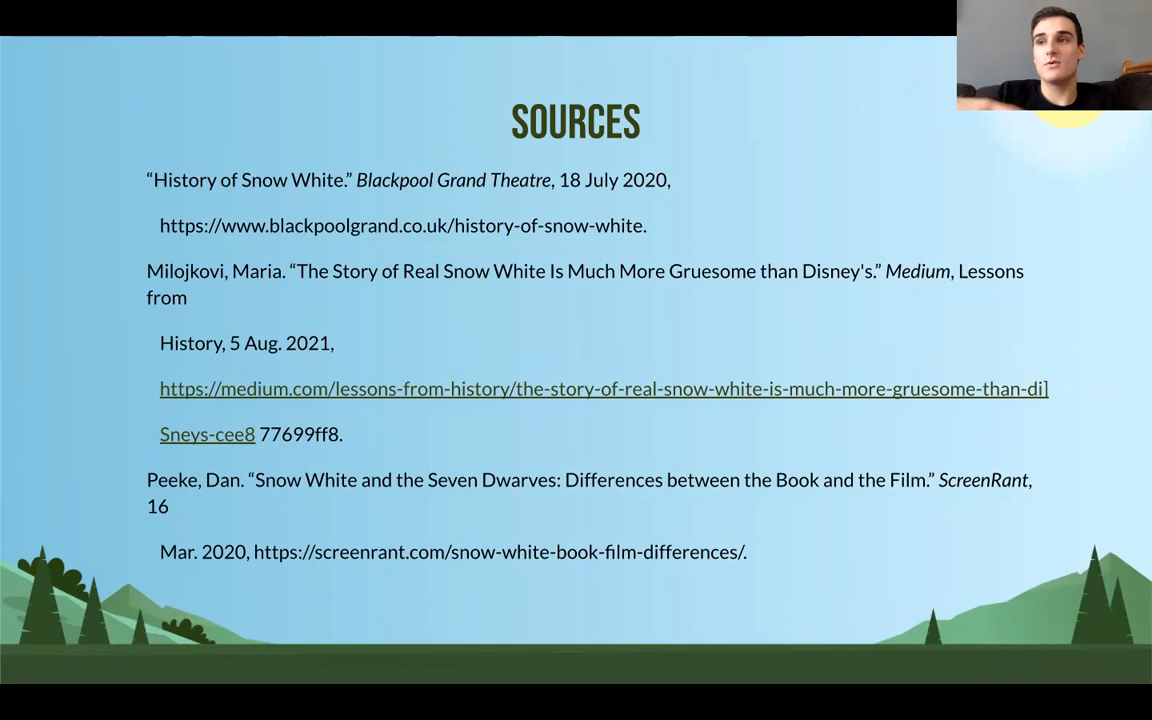 SOURCES
“History of Snow White.” Blackpool Grand Theatre, 18 July 2020,
https://www.blackpoolgrand.co.uk/history-of-snow-white.
Milojkovi, Maria. “The Story of Real Snow White Is Much More Gruesome than Disney's.” Medium, Lessons
from
History, 5 Aug. 2021,
https://medium.com/lessons-from-history/the-story-of-real-snow-white-is-much-more-gruesome-than-di]
Sneys-cee8 77699ff8.
Peeke, Dan. “Snow White and the Seven Dwarves: Differences between the Book and the Film.” ScreenRant,
16
Mar. 2020, https://screenrant.com/snow-white-book-film-differences/.